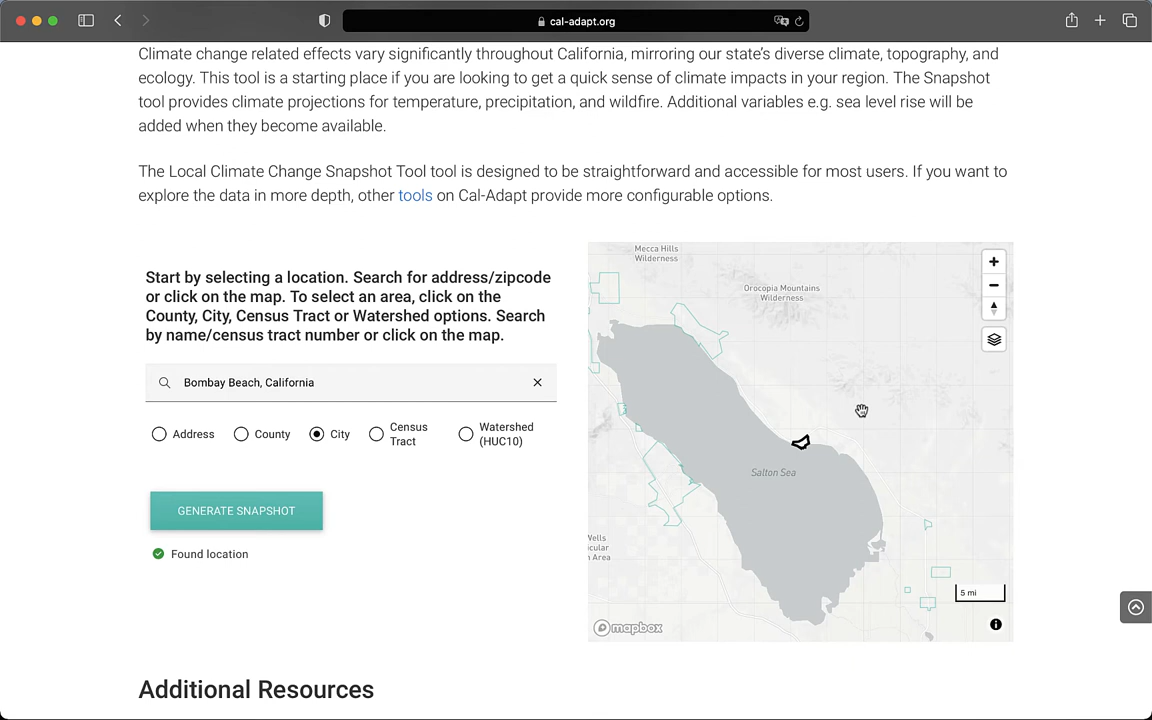 cal-adapt.org
Climate change related effects vary significantly throughout California, mirroring our state's diverse climate, topography, and
ecology. This tool is a starting place if you are looking to get a quick sense of climate impacts in your region. The Snapshot
tool provides climate projections for temperature, precipitation, and wildfire. Additional variables e.g. sea level rise will be
added when they become available.
The Local Climate Change Snapshot Tool tool is designed to be straightforward and accessible for most users. If you want to
explore the data in more depth, other tools on Cal-Adapt provide more configurable options.
Start by selecting a location. Search for address/zipcode
or click on the map. To select an area, click on the
County, City, Census Tract or Watershed options. Search
by name/census tract number or click on the map.
Bombay Beach, California
Address
County
City
Census
Tract
Watershed
(HUC10)
GENERATE SNAPSHOT
Found location
Mecca Hills
Wilderness
Orocopia Mountains
Wilderness
Salton Sea
Wells
icular
n Area
5 mi
mapbox
Additional Resources